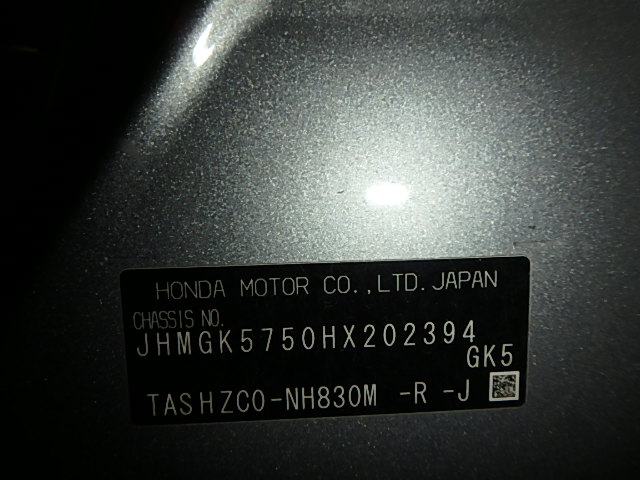 HONDA MOTOR CO.,LTD.JAPAN
CHASSIS NO.
JHMGK5750HX202394
GK5
TASHZC0-NH830M -R -J